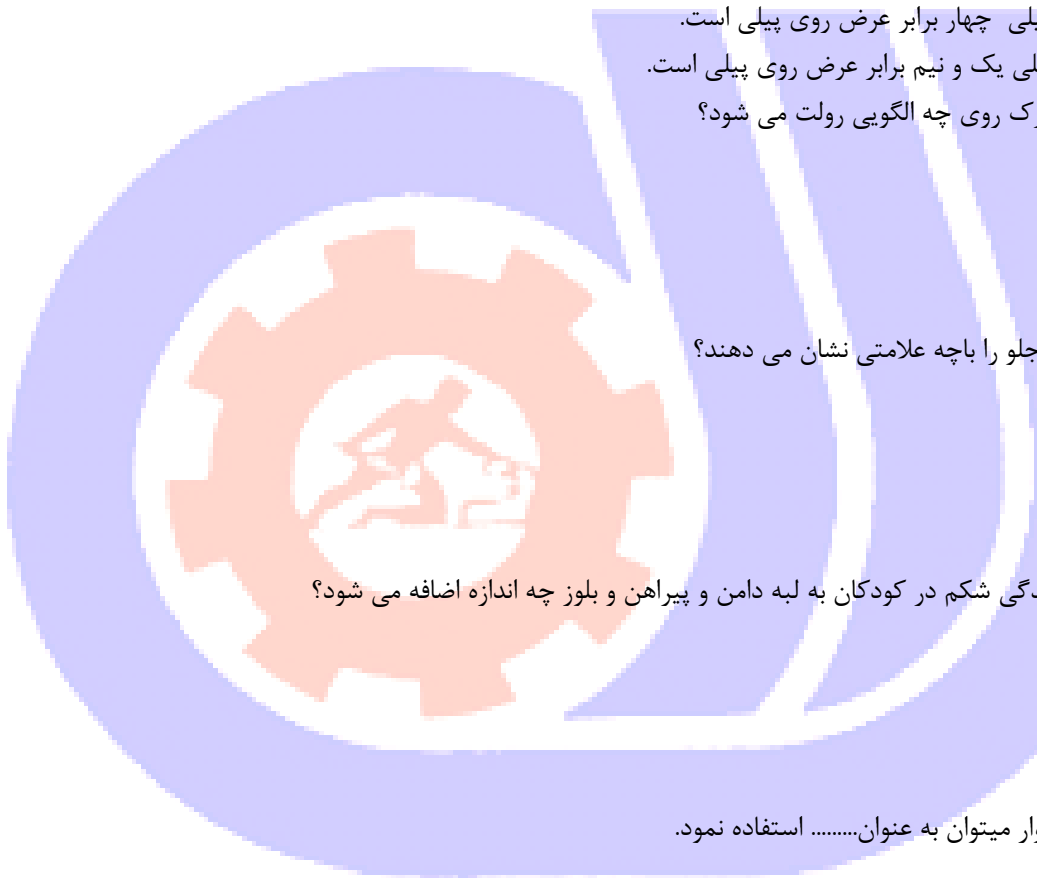 یلی چهار برابر عرض روی پیلی است.
لی یک و نیم برابر عرض روی پیلی است.
رک روی چه الگویی رولت می شود؟
جلو را باچه علامتی نشان می دهند؟
دگی شکم در کودکان به لبه دامن و پیراهن و بلوز چه اندازه اضافه می شود؟
وار میتوان به عنوان......... استفاده نمود.